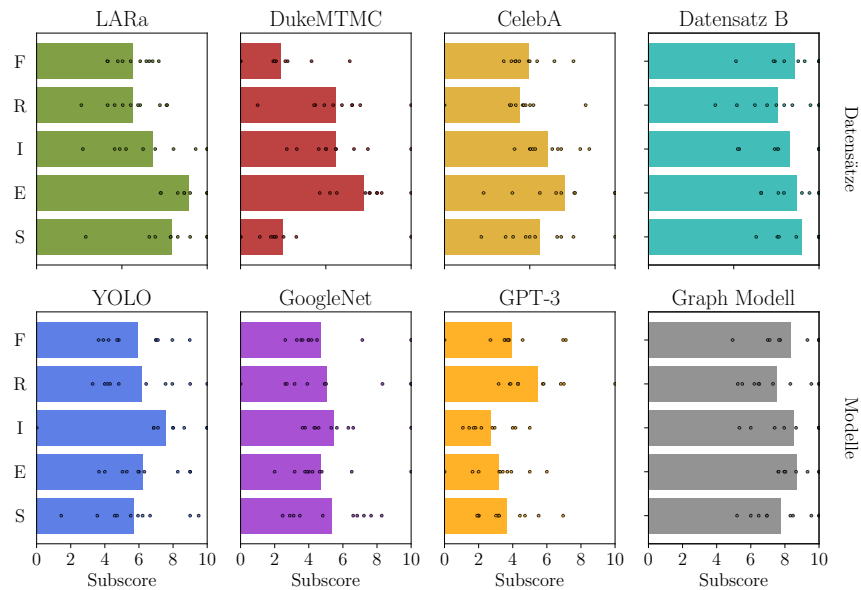 LARa DukeMTMC CelebA Datensatz B
F
R
I
E
S
Datensätze
YOLO GoogleNet GPT-3 Graph Modell
F
R
I
E
S
Modelle
0 2 4 6 8 10 0 2 4 6 8 10 0 2 4 6 8 10 0 2 4 6 8 10
Subscore Subscore Subscore Subscore